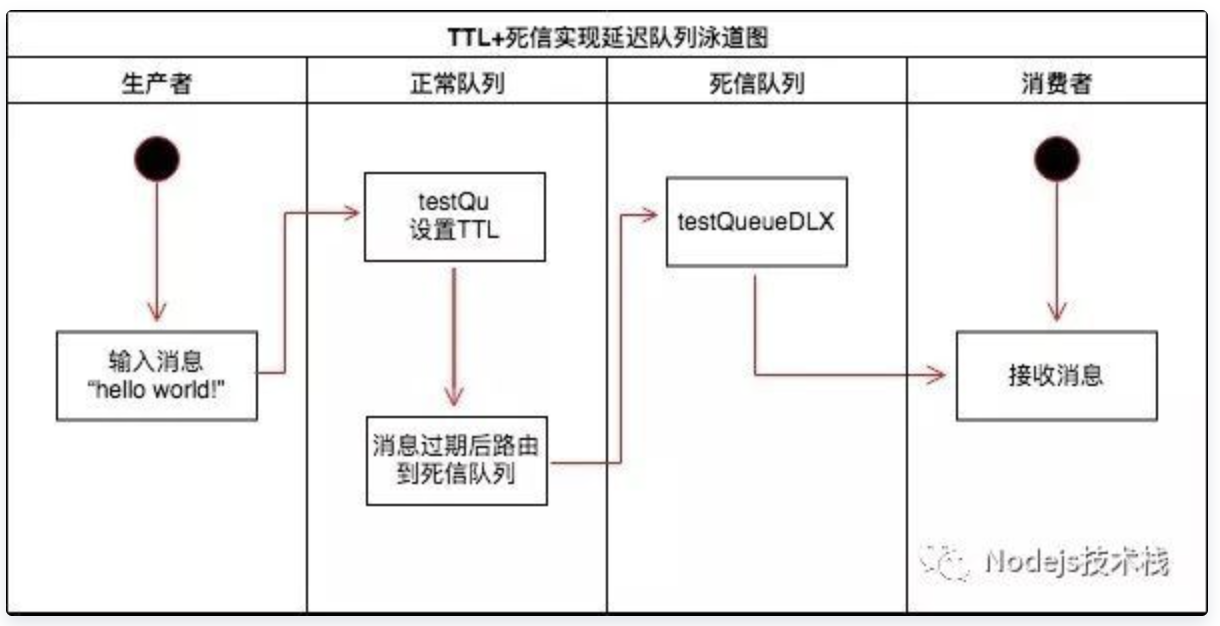 TTL+死信实现延迟队列泳道图
生产者
正常队列
死信队列
消费者
输入消息
“hello world!"
testQu
设置TTL
消息过期后路由
到死信队列
testQueueDLX
接收消息
Nodejs技术栈